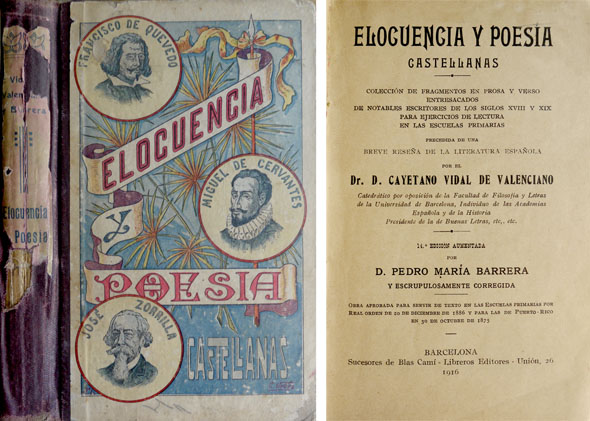 Vid
Valenc
Barrera
Elocuencia
Poesia
FRANCISCO DE QUEVEDO
ELOCUENCIA
MIGUEL DE CERVANTES
Y
POESIA
JOSÉ ZORRILLA
CASTELLANAS
ELOCUENCIA Y POESIA
CASTELLANAS
COLECCIÓN DE FRAGMENTOS EN PROSA Y VERSO
ENTRESACADOS
DE NOTABLES ESCRITORES DE LOS SIGLOS XVIII Y XIX
PARA EJERCICIOS DE LECTURA
EN LAS ESCUELAS PRIMARIAS
PRECEDIDA DE UNA
BREVE RESEÑA DE LA LITERATURA ESPAÑOLA
POR EL
Dr. D. CAYETANO VIDAL DE VALENCIANO
Catedrático por oposición de la Facultad de Filosofía y Letras
de la Universidad de Barcelona, Individuo de las Academias
Española y de la Historia
Presidente de la de Buenas Letras, etc., etc.
14.ª EDICIÓN AUMENTADA
POR
D. PEDRO MARÍA BARRERA
Y ESCRUPULOSAMENTE CORREGIDA
OBRA APROBADA PARA SERVIR DE TEXTO EN LAS ESCUELAS PRIMARIAS POR
REAL ORDEN DE 20 DE DICIEMBRE DE 1886 Y PARA LAS DE PUERTO-RICO
EN 30 DE OCTUBRE DE 1875
BARCELONA
Sucesores de Blas Camí - Libreros Editores - Unión, 26
1916